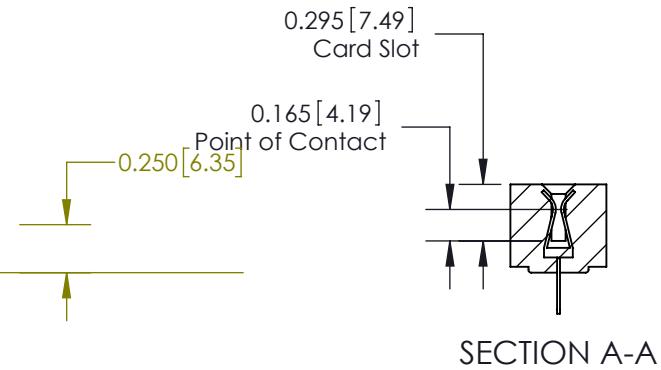 0.295[7.49]
Card Slot
0.165[4.19]
Point of Contact
0.250[6.35]
SECTION A-A